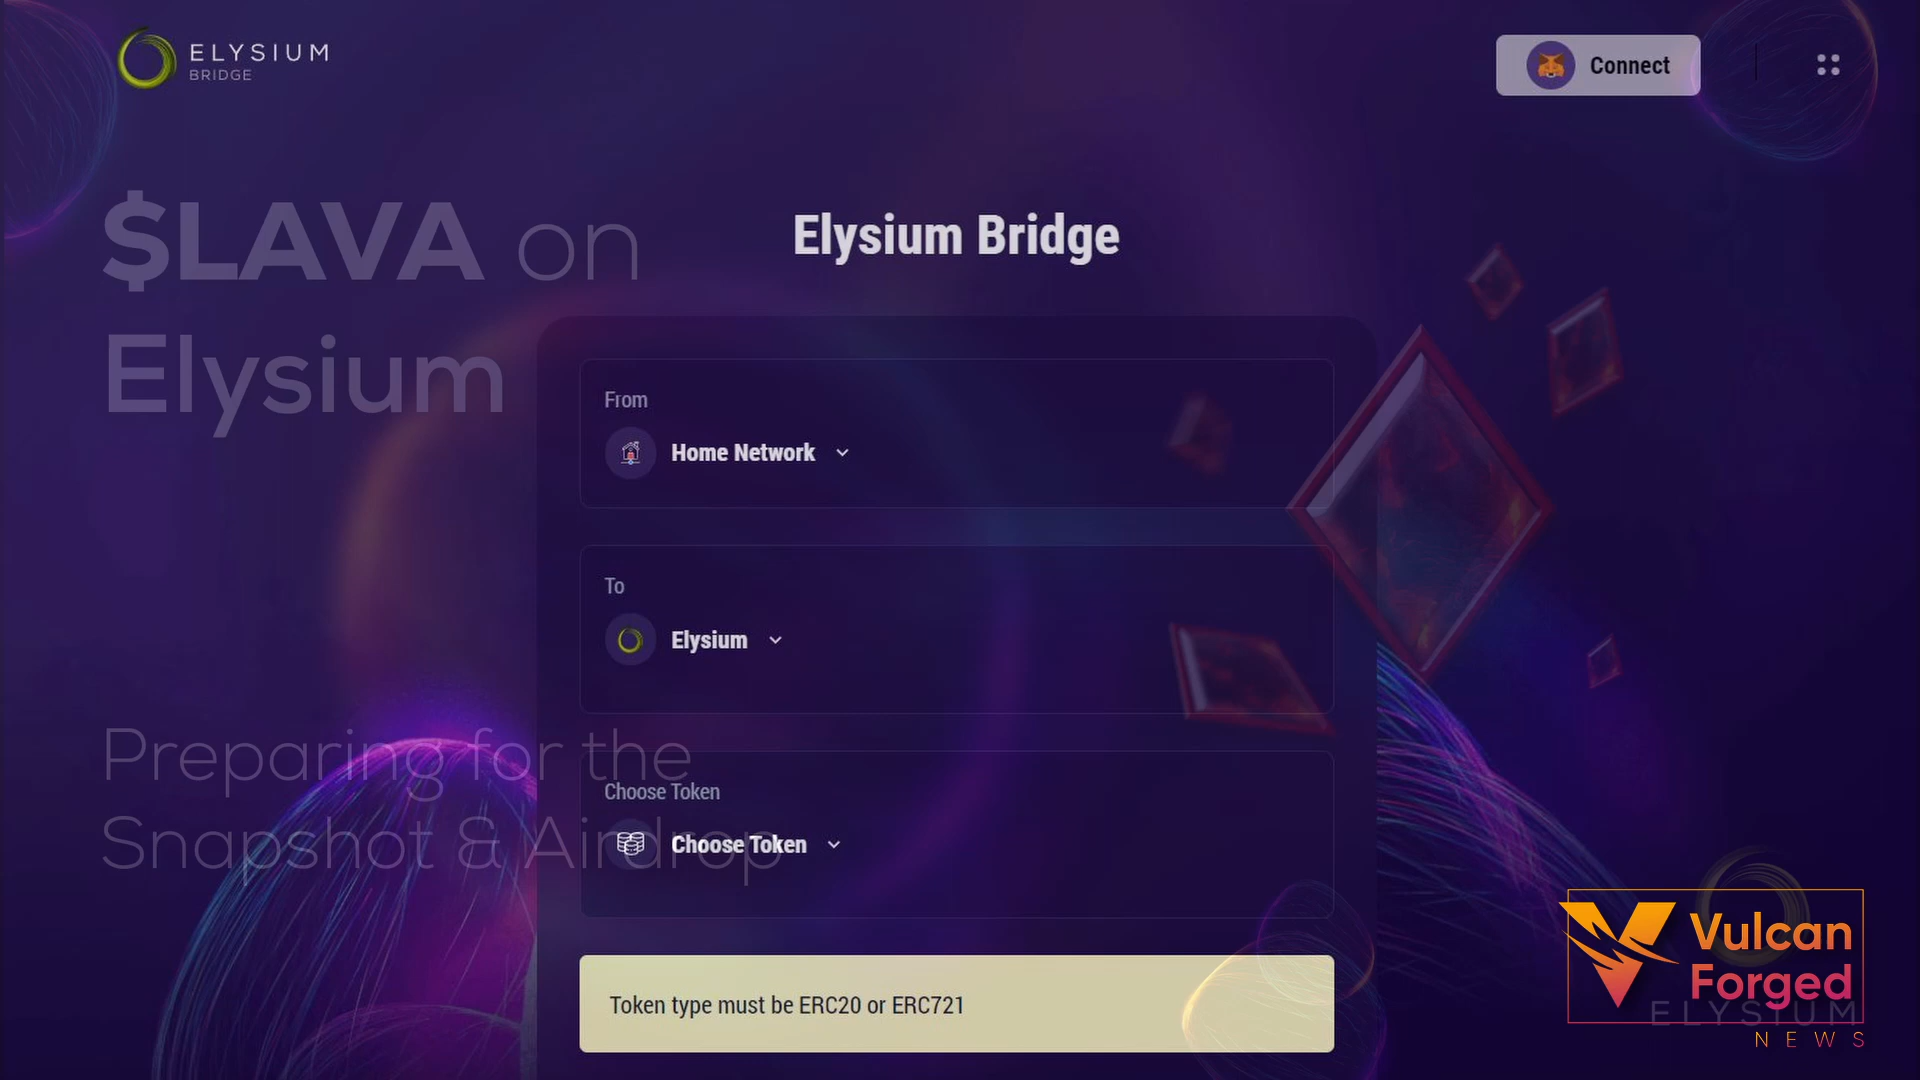 ELYSIUM
BRIDGE
Connect
$LAVA on
Elysium
Elysium Bridge
From
Home Network
To
Elysium
Preparing for the
Snapshot & Airdrop
Choose Token
Choose Token
Token type must be ERC20 or ERC721
Vulcan
Forged
ELYSIUM
NEWS